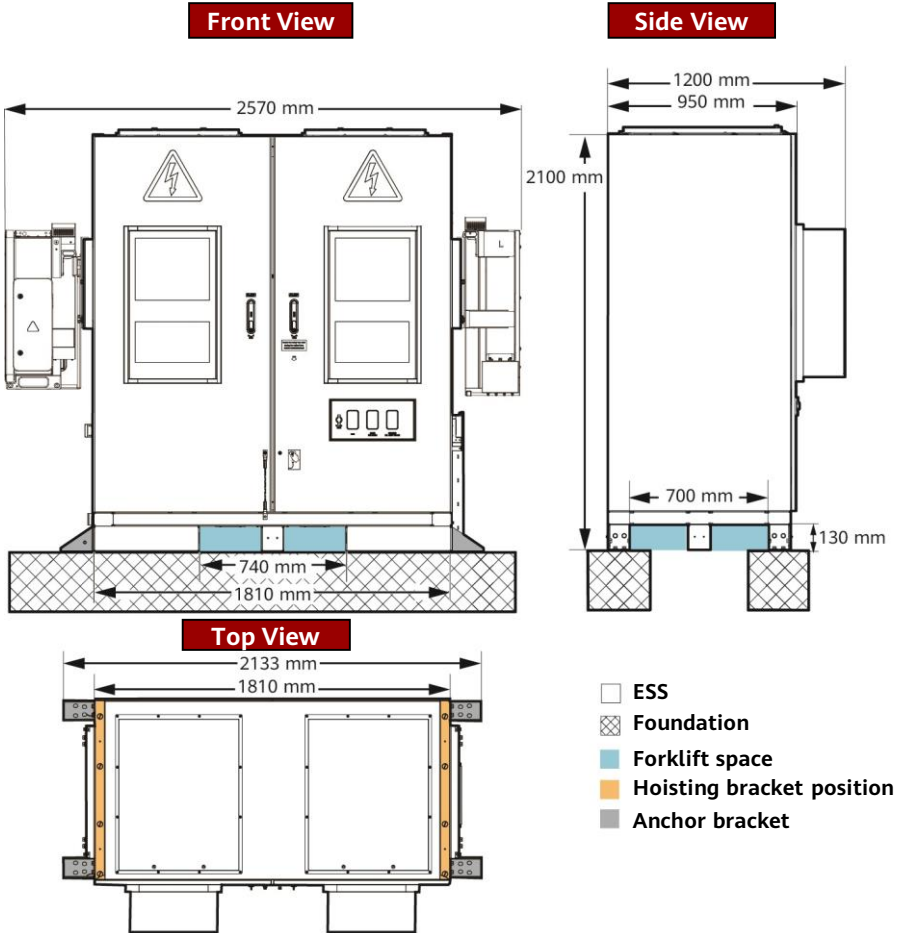 Front View
Side View
2570 mm
1200 mm
950 mm
2100 mm
L
700 mm
130 mm
740 mm
1810 mm
Top View
2133 mm
1810 mm
ESS
Foundation
Forklift space
Hoisting bracket position
Anchor bracket